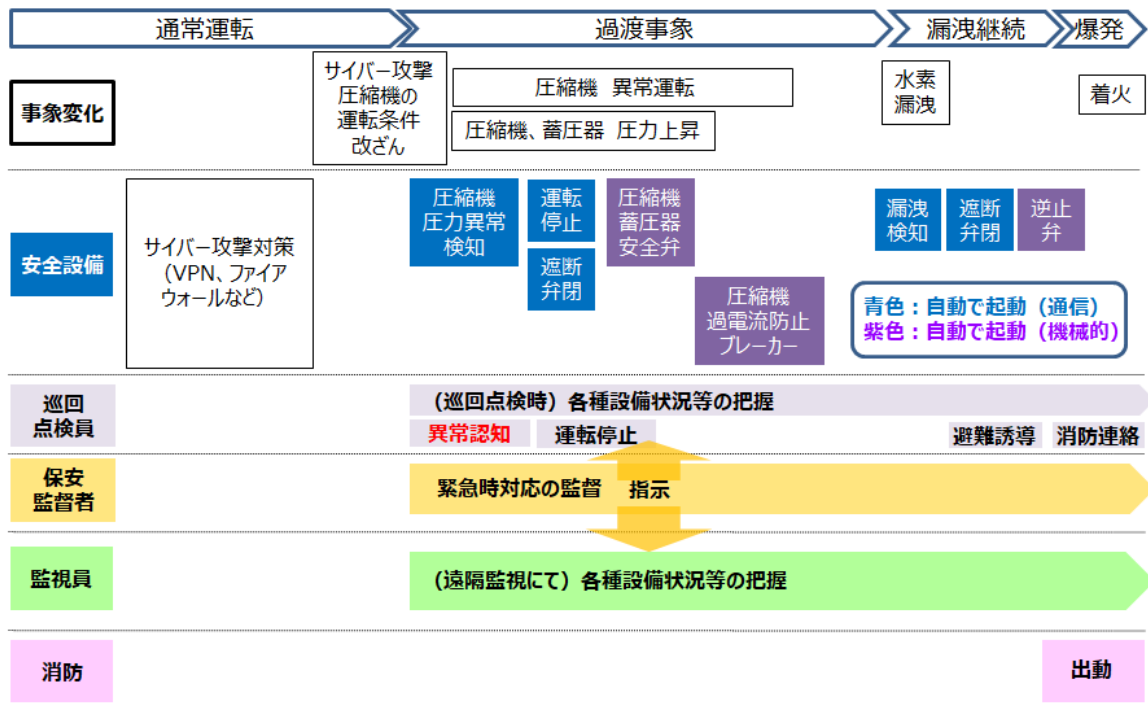 通常運転
過渡事象
漏洩継続
爆発
事象変化
サイバー攻撃
圧縮機の
運転条件
改ざん
圧縮機 異常運転
圧縮機、蓄圧器 圧力上昇
水素
漏洩
着火
安全設備
サイバー攻撃対策
（VPN、ファイア
ウォールなど）
圧縮機
圧力異常
検知
運転
停止
遮断
弁閉
圧縮機
蓄圧器
安全弁
圧縮機
過電流防止
ブレーカー
漏洩
検知
遮断
弁閉
逆止
弁
青色：自動で起動（通信）
紫色：自動で起動（機械的）
巡回
点検員
（巡回点検時）各種設備状況等の把握
異常認知
運転停止
避難誘導
消防連絡
保安
監督者
緊急時対応の監督
指示
監視員
（遠隔監視にて）各種設備状況等の把握
消防
出動